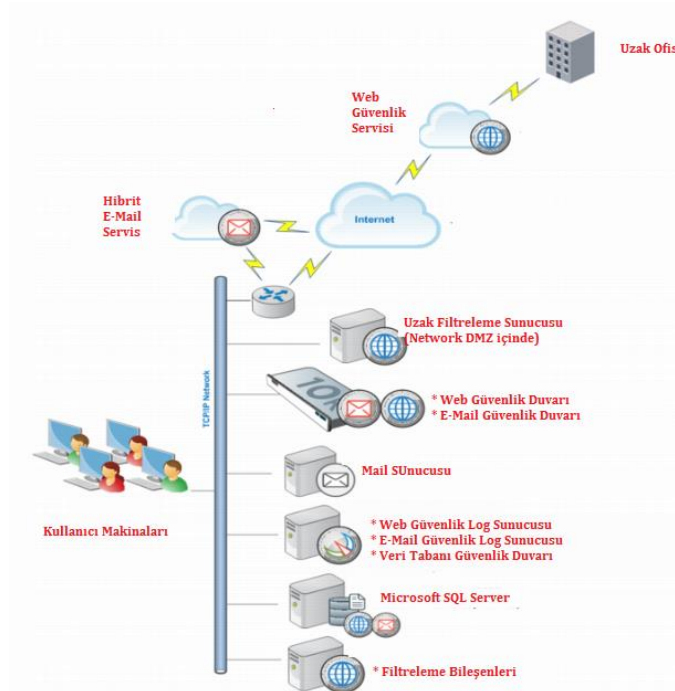 Uzak Ofis
Web
Güvenlik
Servisi
Hibrit
E-Mail
Servis
Internet
Uzak Filtreleme Sunucusu
(Network DMZ içinde)
TCP/IP Network
10K
* Web Güvenlik Duvarı
* E-Mail Güvenlik Duvarı
Mail SUnucusu
Kullanıcı Makinaları
* Web Güvenlik Log Sunucusu
* E-Mail Güvenlik Log Sunucusu
* Veri Tabanı Güvenlik Duvarı
Microsoft SQL Server
* Filtreleme Bileşenleri